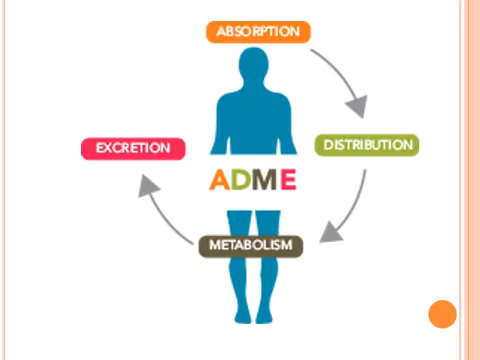 ABSORPTION
DISTRIBUTION
EXCRETION
ADME
METABOLISM